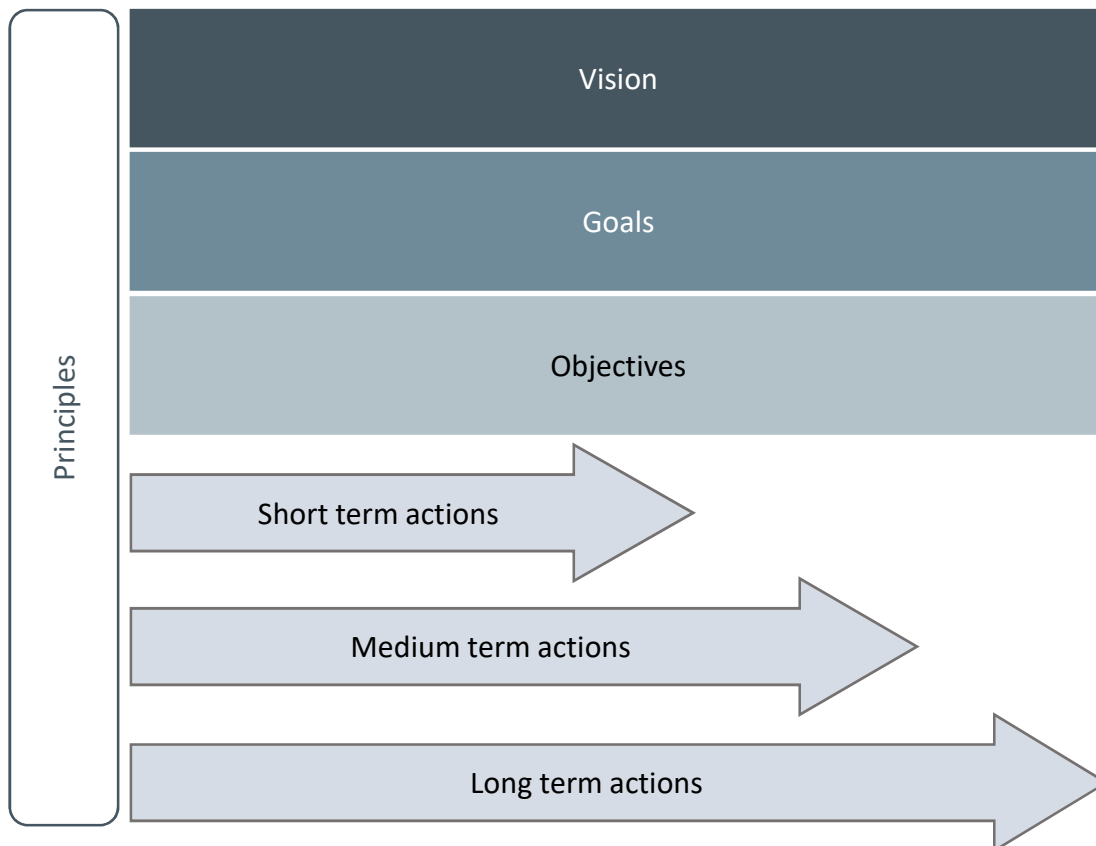 Principles
Vision
Goals
Objectives
Short term actions
Medium term actions
Long term actions